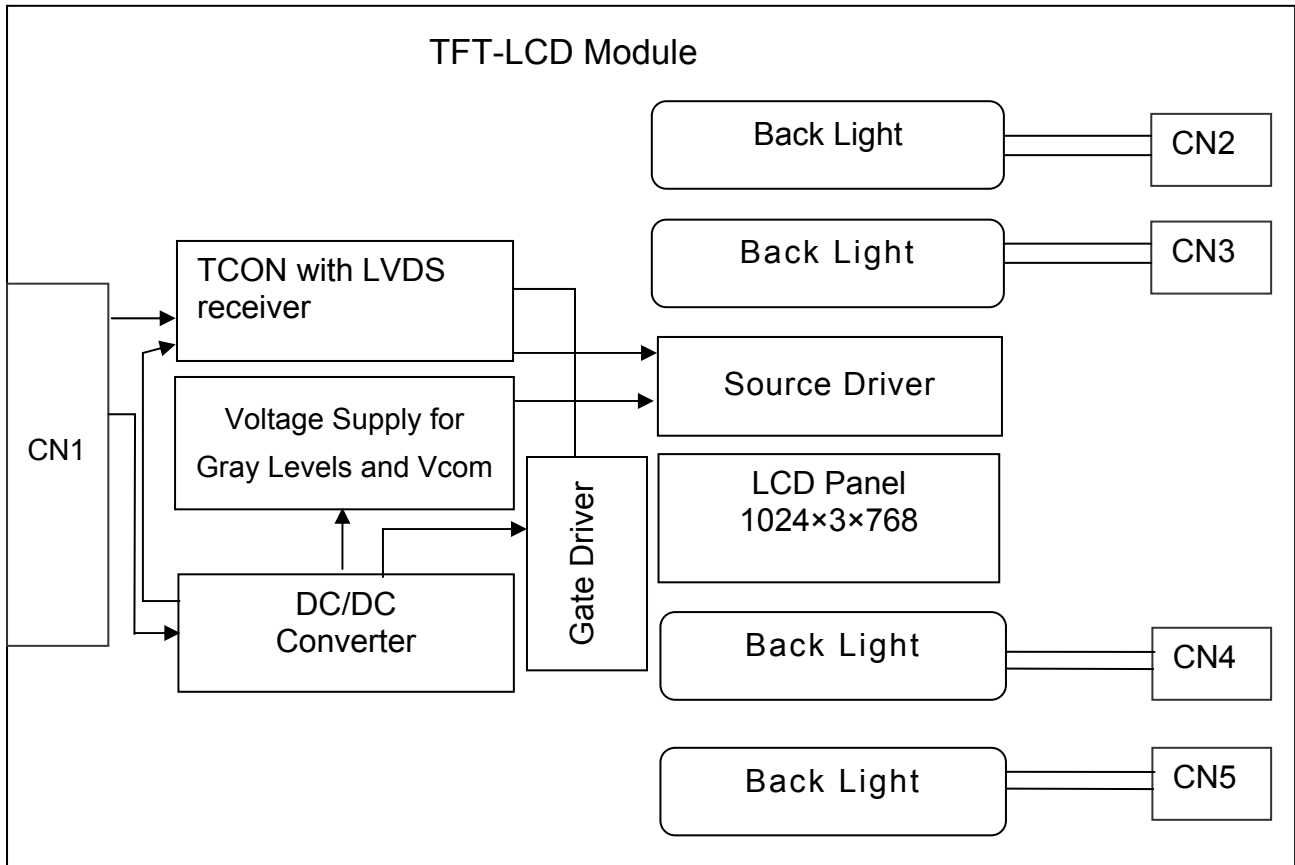 TFT-LCD Module
Back Light
CN2
Back Light
CN3
TCON with LVDS
receiver
Source Driver
Voltage Supply for
Gray Levels and Vcom
CN1
Gate Driver
LCD Panel
1024×3×768
DC/DC
Converter
Back Light
CN4
Back Light
CN5